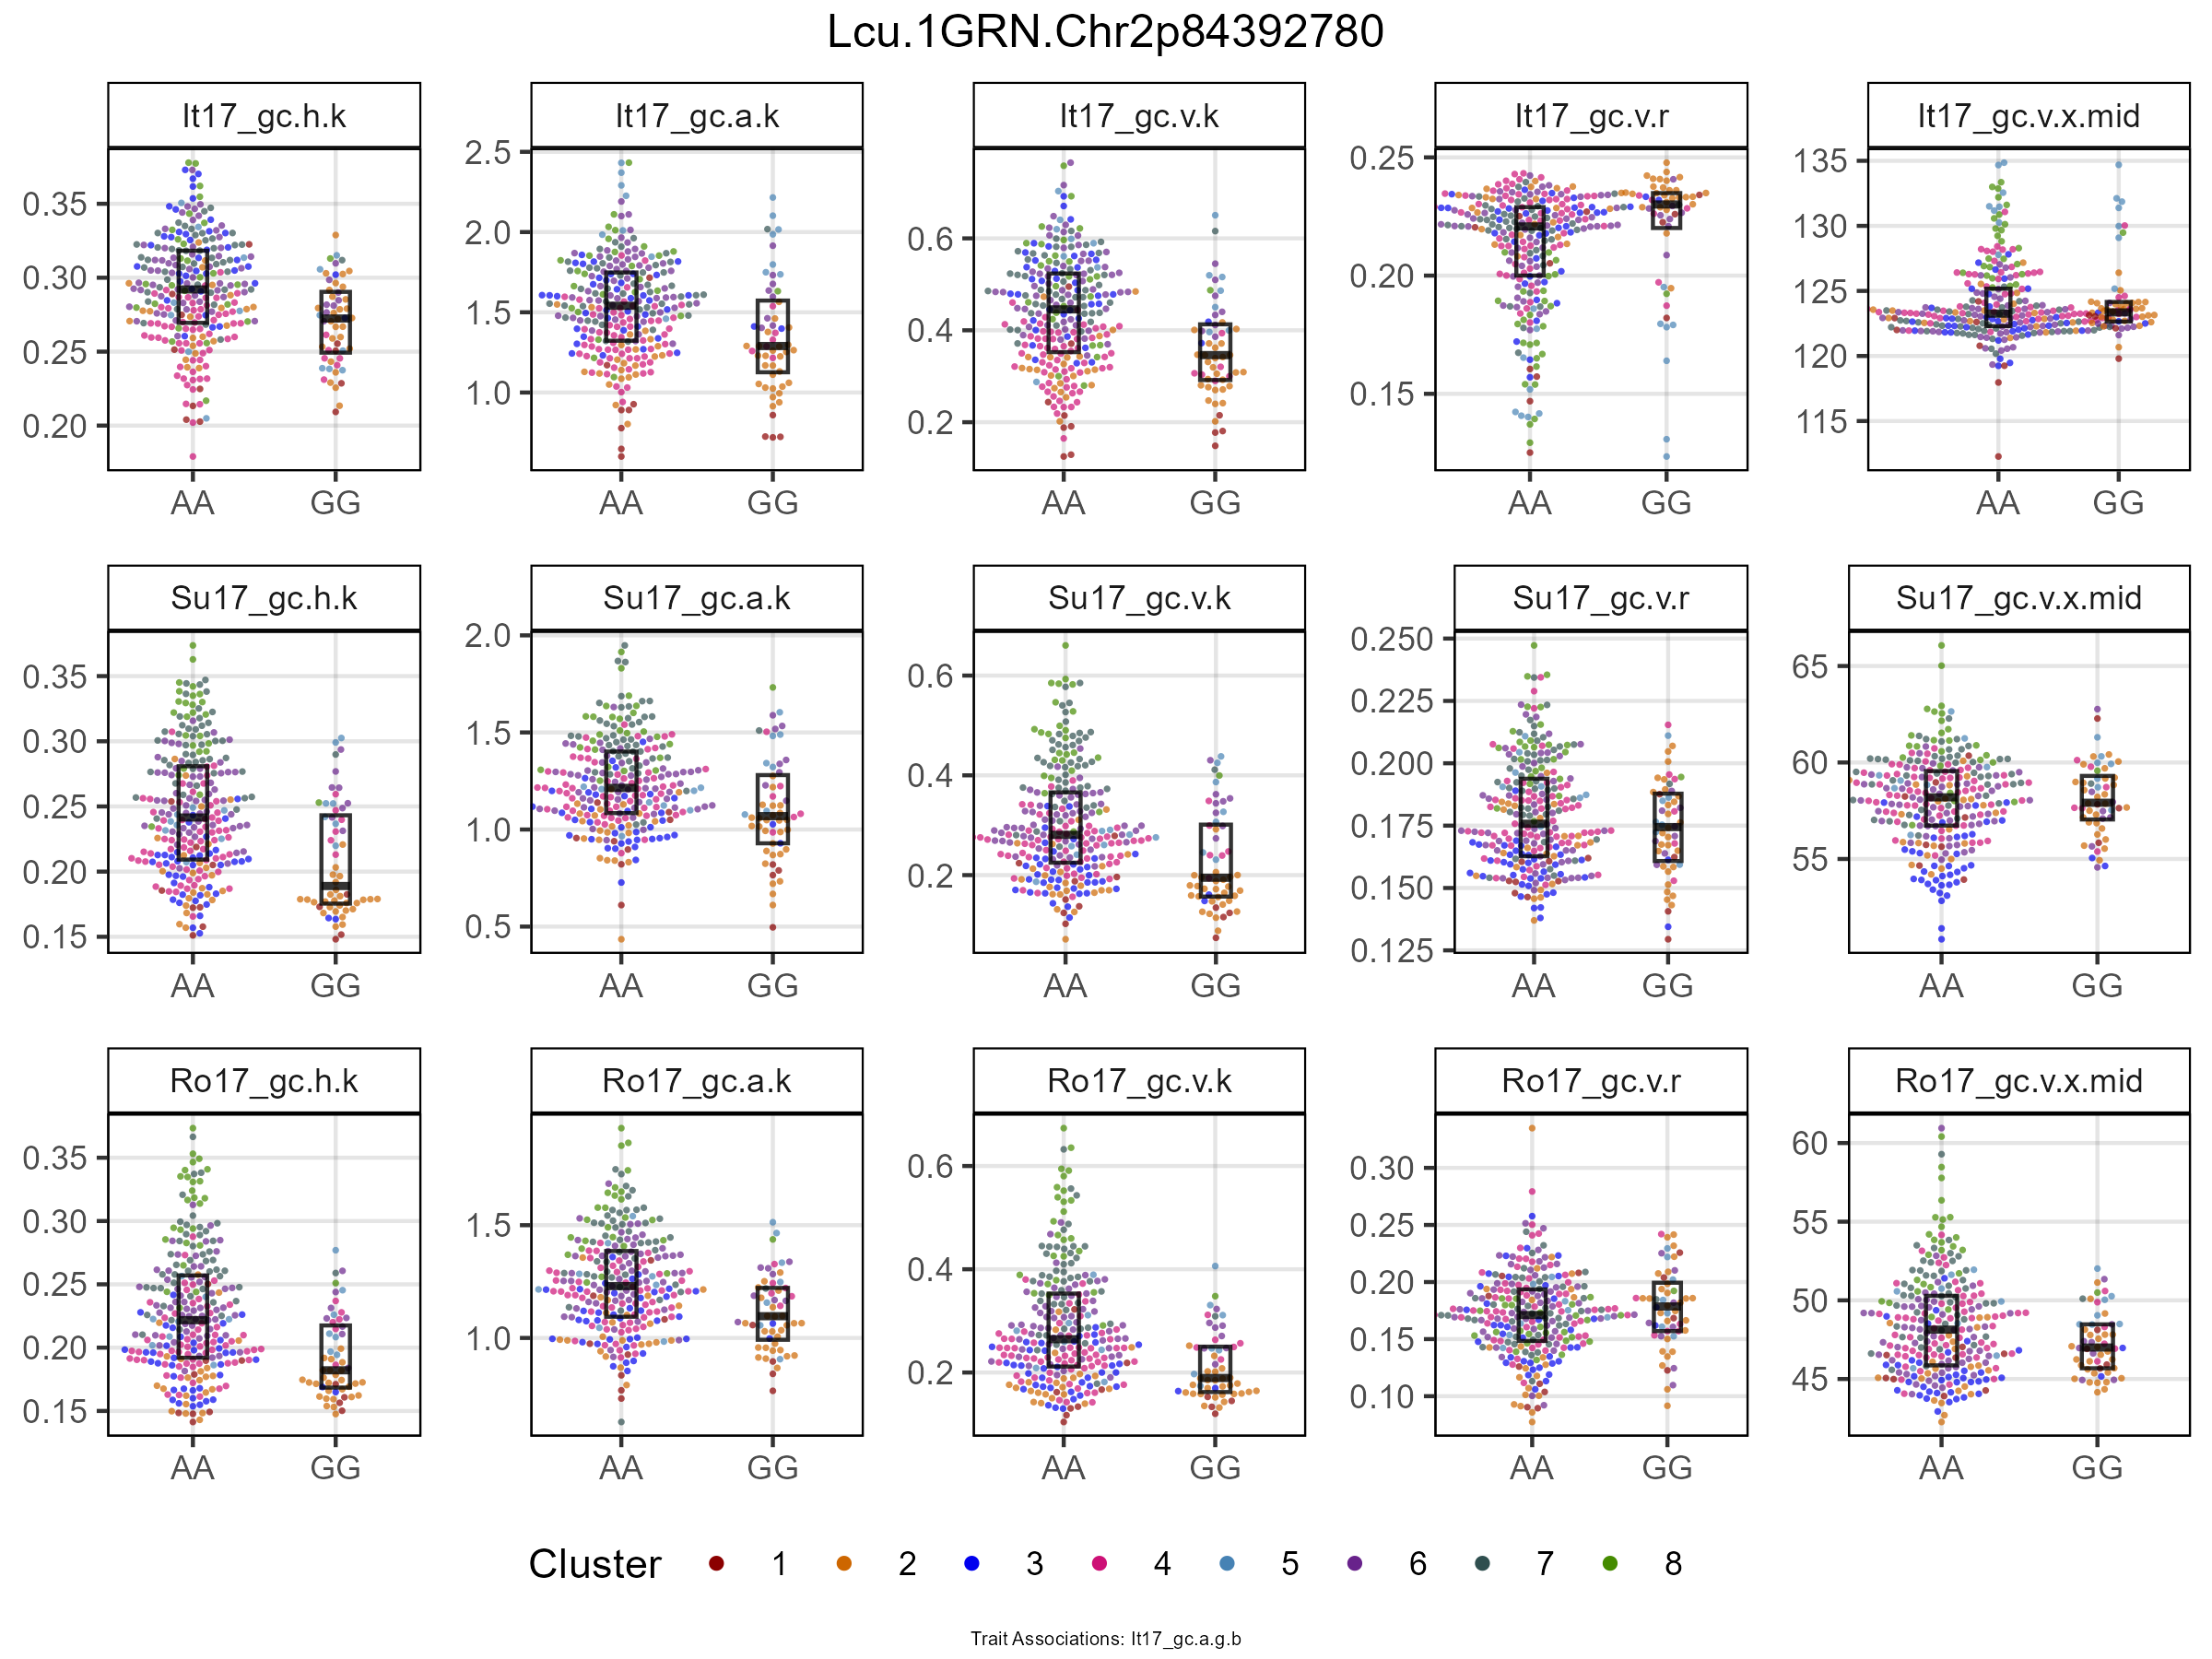 Lcu.1GRN.Chr2p84392780
It17_gc.h.k It17_gc.a.k It17_gc.v.k It17_gc.v.r It17_gc.v.x.mid
0.35 0.30 0.25 0.20
2.5 2.0 1.5 1.0
0.6 0.4 0.2
0.25 0.20 0.15
135 130 125 120 115
AA GG AA GG AA GG AA GG AA GG
Su17_gc.h.k Su17_gc.a.k Su17_gc.v.k Su17_gc.v.r Su17_gc.v.x.mid
0.35 0.30 0.25 0.20 0.15
2.0 1.5 1.0 0.5
0.6 0.4 0.2
0.250 0.225 0.200 0.175 0.150 0.125
65 60 55
AA GG AA GG AA GG AA GG AA GG
Ro17_gc.h.k Ro17_gc.a.k Ro17_gc.v.k Ro17_gc.v.r Ro17_gc.v.x.mid
0.35 0.30 0.25 0.20 0.15
1.5 1.0
0.6 0.4 0.2
0.30 0.25 0.20 0.15 0.10
60 55 50 45
AA GG AA GG AA GG AA GG AA GG
Cluster 1 2 3 4 5 6 7 8
Trait Associations: It17_gc.a.g.b